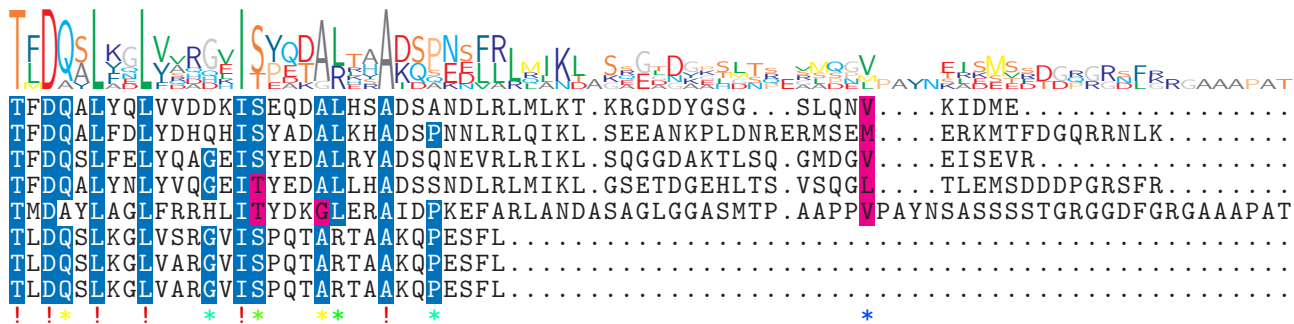 TFDQALYQLVVDDKISEQDALHSADSANDLRLMLKT.KRGDDYGSG...SLQNV....KIDME.................
TFDQALFDLYDHQHISYADALKHADSPNNLRLQIKL.SEEANKPLDNRERMSEM....ERKMTFDGQRRNLK........
TFDQSLFELYQAGEISYEDALRYADSQNEVRLRIKL.SQGGDAKTLSQ.GMDGV....EISEVR................
TFDQALYNLYVQGEITYEDALLHADSSNDLRLMIKL.GSETDGEHLTS.VSQGL....TLEMSDDDPGRSFR........
TMDAYLAGLFRRHLITYDKGLERAIDPKEFARLANDASAGLGGASMTP.AAPPVPAYNSASSSSTGRGGDFGRGAAAPAT
TLDQSLKGLVSRGVISPQTARTAAKQPESFL.................................................
TLDQSLKGLVARGVISPQTARTAAKQPESFL.................................................
TLDQSLKGLVARGVISPQTARTAAKQPESFL.................................................
! !* ! ! * !* ** ! * *